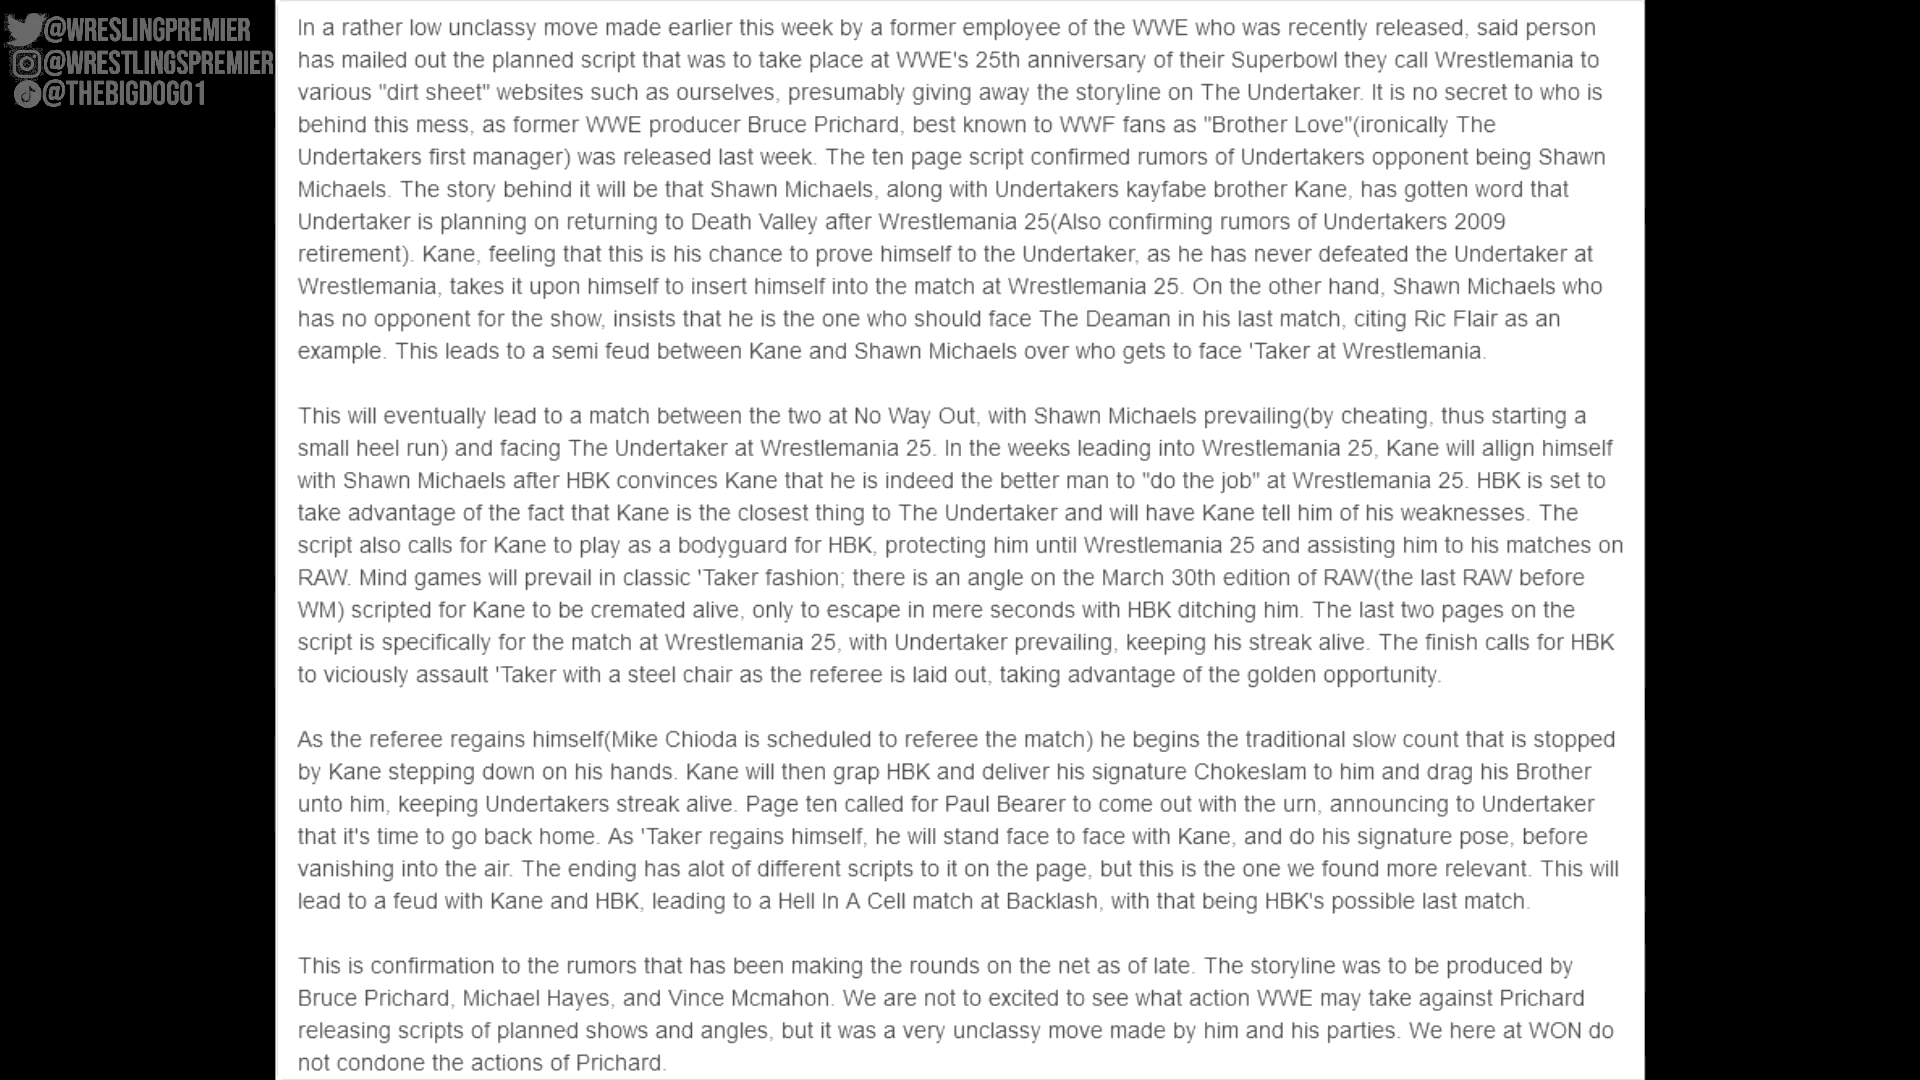 @WRESLINGPREMIER
@WRESTLINGSPREMIER
@THEBIGDOG01
In a rather low unclassy move made earlier this week by a former employee of the WWE who was recently released, said person
has mailed out the planned script that was to take place at WWE's 25th anniversary of their Superbowl they call Wrestlemania to
various "dirt sheet" websites such as ourselves, presumably giving away the storyline on The Undertaker. It is no secret to who is
behind this mess, as former WWE producer Bruce Prichard, best known to WWF fans as "Brother Love"(ironically The
Undertakers first manager) was released last week. The ten page script confirmed rumors of Undertakers opponent being Shawn
Michaels. The story behind it will be that Shawn Michaels, along with Undertakers kayfabe brother Kane, has gotten word that
Undertaker is planning on returning to Death Valley after Wrestlemania 25(Also confirming rumors of Undertakers 2009
retirement). Kane, feeling that this is his chance to prove himself to the Undertaker, as he has never defeated the Undertaker at
Wrestlemania, takes it upon himself to insert himself into the match at Wrestlemania 25. On the other hand, Shawn Michaels who
has no opponent for the show, insists that he is the one who should face The Deaman in his last match, citing Ric Flair as an
example. This leads to a semi feud between Kane and Shawn Michaels over who gets to face 'Taker at Wrestlemania.
This will eventually lead to a match between the two at No Way Out, with Shawn Michaels prevailing(by cheating, thus starting a
small heel run) and facing The Undertaker at Wrestlemania 25. In the weeks leading into Wrestlemania 25, Kane will allign himself
with Shawn Michaels after HBK convinces Kane that he is indeed the better man to "do the job" at Wrestlemania 25. HBK is set to
take advantage of the fact that Kane is the closest thing to The Undertaker and will have Kane tell him of his weaknesses. The
script also calls for Kane to play as a bodyguard for HBK, protecting him until Wrestlemania 25 and assisting him to his matches on
RAW. Mind games will prevail in classic 'Taker fashion; there is an angle on the March 30th edition of RAW(the last RAW before
WM) scripted for Kane to be cremated alive, only to escape in mere seconds with HBK ditching him. The last two pages on the
script is specifically for the match at Wrestlemania 25, with Undertaker prevailing, keeping his streak alive. The finish calls for HBK
to viciously assault 'Taker with a steel chair as the referee is laid out, taking advantage of the golden opportunity.
As the referee regains himself(Mike Chioda is scheduled to referee the match) he begins the traditional slow count that is stopped
by Kane stepping down on his hands. Kane will then grap HBK and deliver his signature Chokeslam to him and drag his Brother
unto him, keeping Undertakers streak alive. Page ten called for Paul Bearer to come out with the urn, announcing to Undertaker
that it's time to go back home. As 'Taker regains himself, he will stand face to face with Kane, and do his signature pose, before
vanishing into the air. The ending has alot of different scripts to it on the page, but this is the one we found more relevant. This will
lead to a feud with Kane and HBK, leading to a Hell In A Cell match at Backlash, with that being HBK's possible last match.
This is confirmation to the rumors that has been making the rounds on the net as of late. The storyline was to be produced by
Bruce Prichard, Michael Hayes, and Vince Mcmahon. We are not to excited to see what action WWE may take against Prichard
releasing scripts of planned shows and angles, but it was a very unclassy move made by him and his parties. We here at WON do
not condone the actions of Prichard.